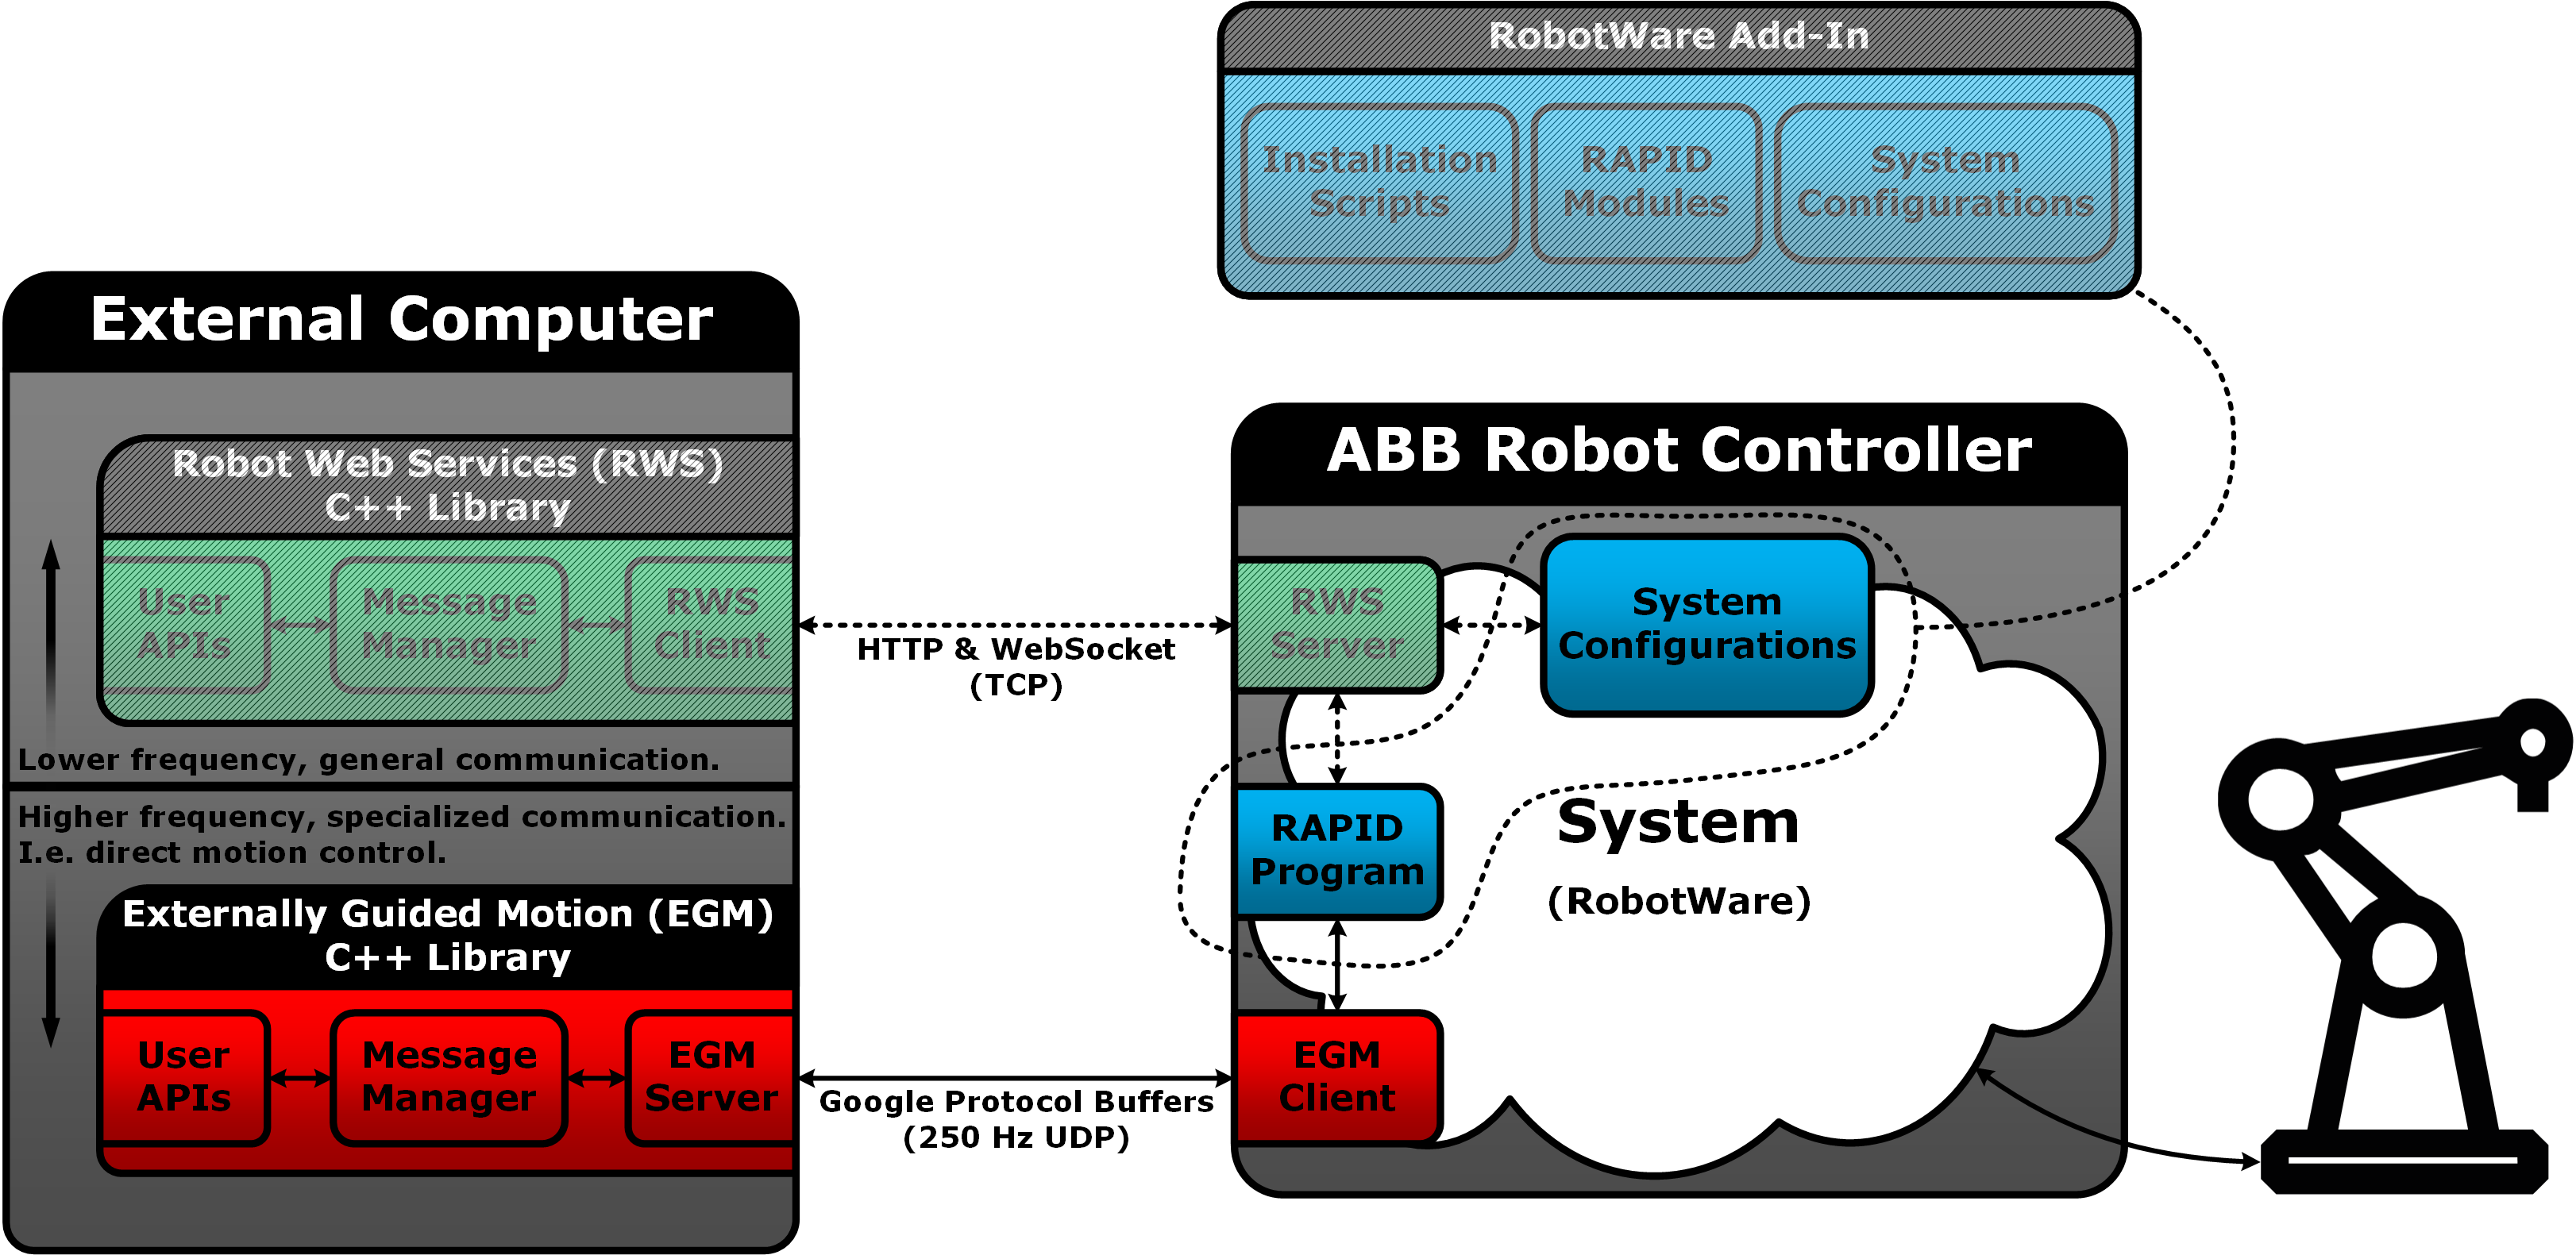 RobotWare Add-In
Installation
Scripts
RAPID
Modules
System
Configurations
External Computer
Robot Web Services (RWS)
C++ Library
User
APIs
Message
Manager
RWS
Client
Lower frequency, general communication.
Higher frequency, specialized communication.
I.e. direct motion control.
Externally Guided Motion (EGM)
C++ Library
User
APIs
Message
Manager
EGM
Server
HTTP & WebSocket
(TCP)
Google Protocol Buffers
(250 Hz UDP)
ABB Robot Controller
RWS
Server
System
Configurations
RAPID
Program
System
(RobotWare)
EGM
Client